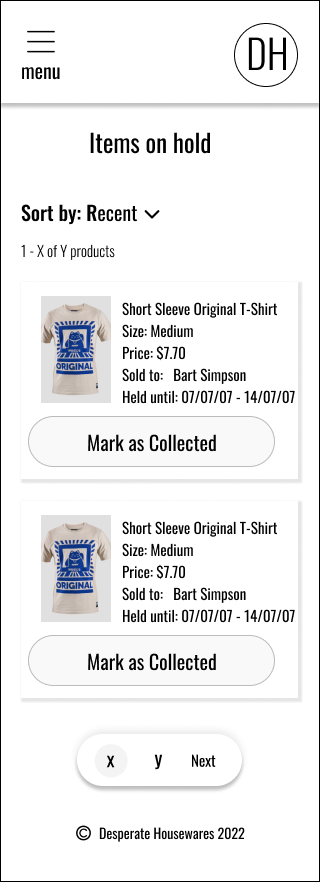 menu
DH
Items on hold
Sort by: Recent
1 - X of Y products
Short Sleeve Original T-Shirt
Size: Medium
Price: $7.70
Sold to: Bart Simpson
Held until: 07/07/07 - 14/07/07
ORIGINAL
Mark as Collected
Short Sleeve Original T-Shirt
Size: Medium
Price: $7.70
Sold to: Bart Simpson
Held until: 07/07/07 - 14/07/07
ORIGINAL
Mark as Collected
x y Next
© Desperate Housewares 2022